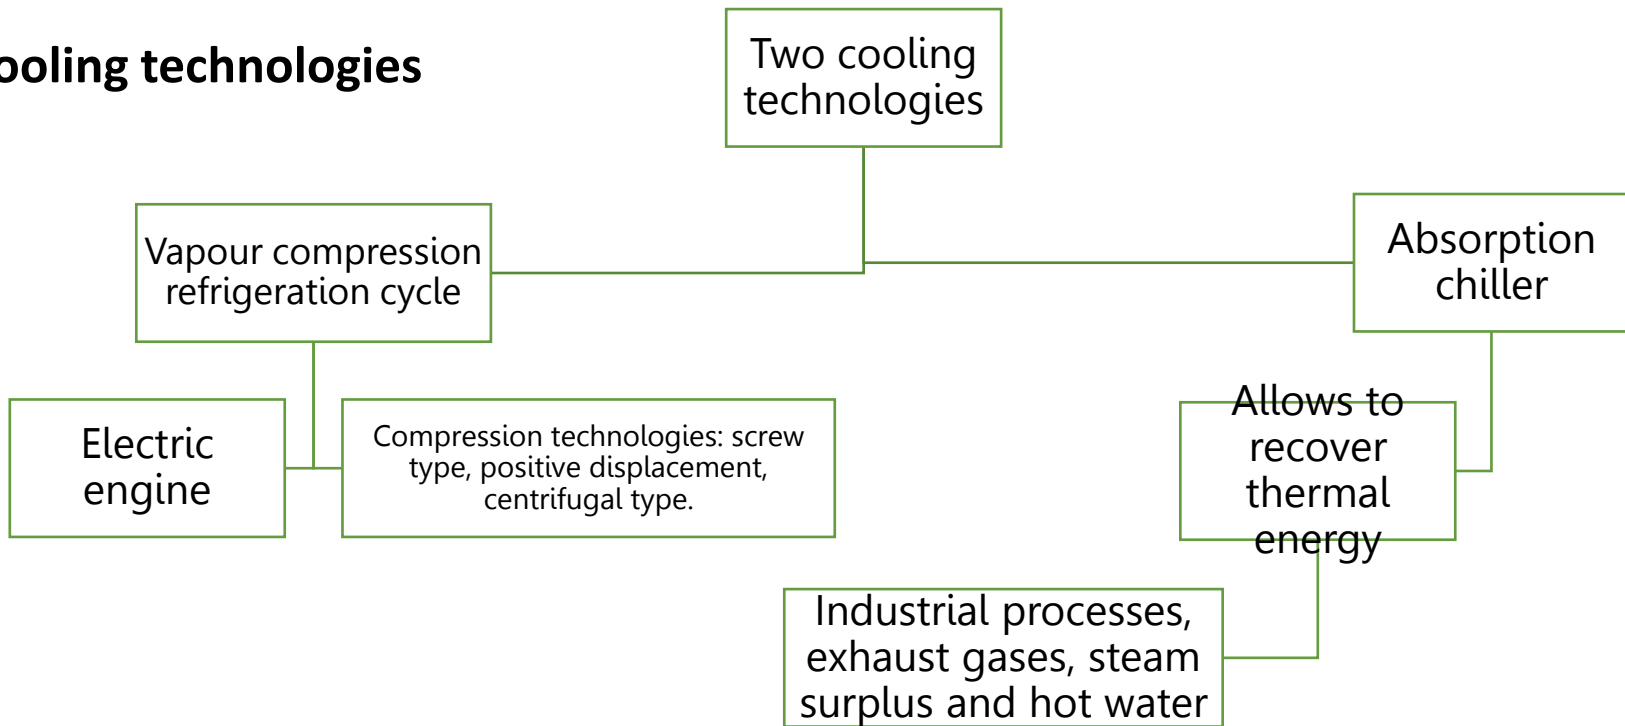 ooling technologies
Two cooling
technologies
Vapour compression
refrigeration cycle
Absorption
chiller
Electric
engine
Compression technologies: screw
type, positive displacement,
centrifugal type.
Allows to
recover
thermal
energy
Industrial processes,
exhaust gases, steam
surplus and hot water